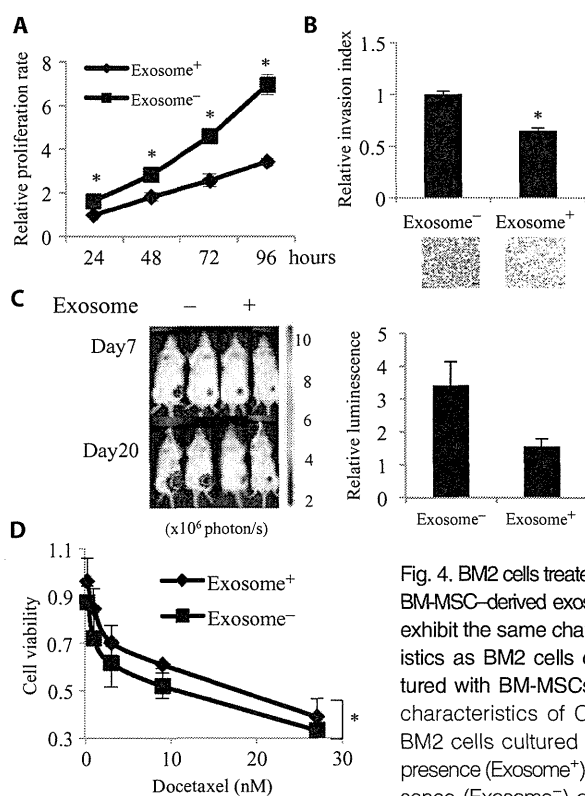 A
Relative proliferation rate
8
6
4
2
0
24 48 72 96 hours
Exosome⁺
Exosome⁻
* * * *
B
Relative invasion index
1.5
1
0.5
0
*
Exosome⁻ Exosome⁺
C
Exosome − +
Day7
Day20
10
8
6
4
2
(x10⁶ photon/s)
Relative luminescence
5
4
3
2
1
0
Exosome⁻ Exosome⁺
D
Cell viability
1.1
0.9
0.7
0.5
0.3
0 10 20 30
Docetaxel (nM)
Exosome⁺
Exosome⁻
*
Fig. 4. BM2 cells treate
BM-MSC–derived exos
exhibit the same cha
istics as BM2 cells
tured with BM-MSCs
characteristics of C
BM2 cells cultured
presence (Exosome⁺)
sence (Exosome⁻)